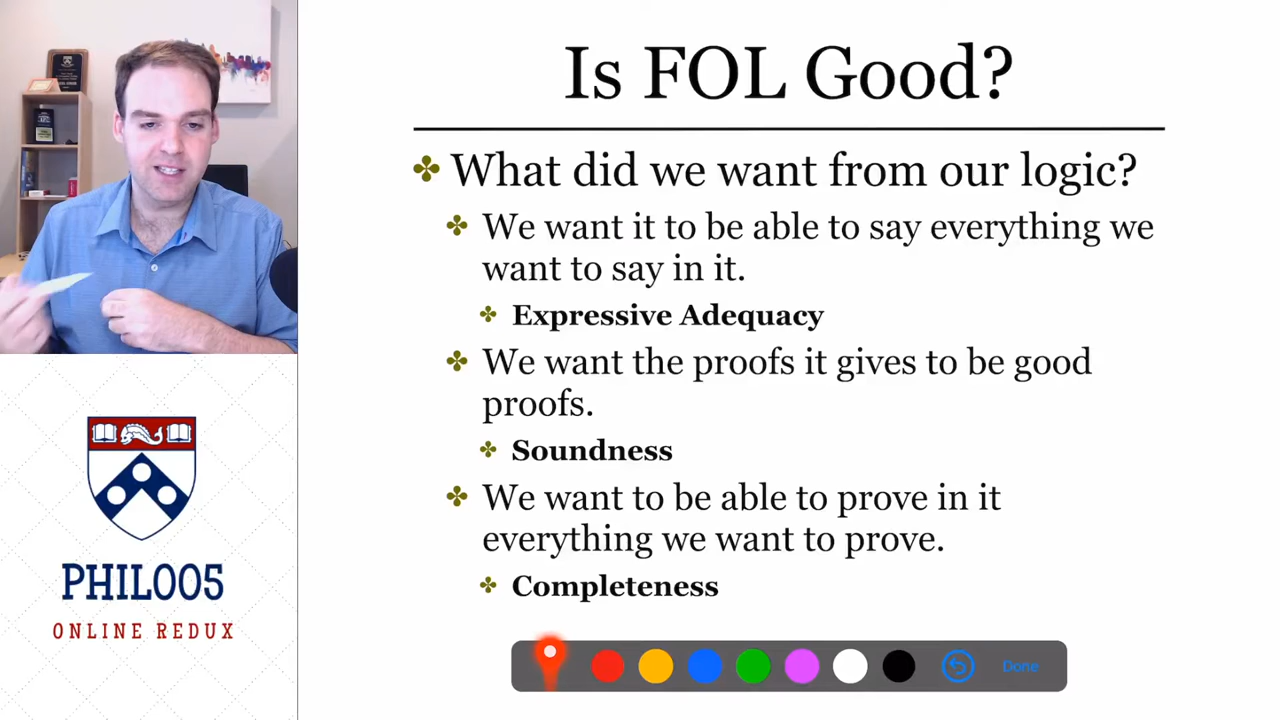 Is FOL Good?
What did we want from our logic?
We want it to be able to say everything we
want to say in it.
Expressive Adequacy
We want the proofs it gives to be good
proofs.
Soundness
We want to be able to prove in it
everything we want to prove.
Completeness
PHIL005
ONLINE REDUX
Done